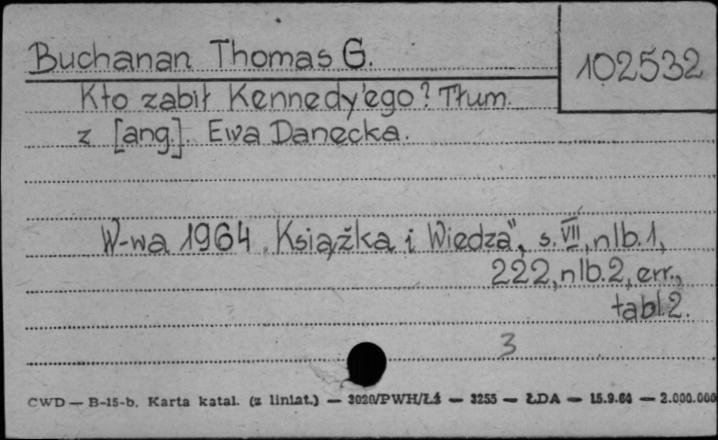 Buchanan Thomas G.
102532
Kto zabił Kennedy'ego? Tłum.
z [ang.]. Ewa Danecka.
W-wa 1964 „Książka i Wiedza", s. VII, nlb. 1,
222, nlb. 2, err.,
tabl. 2.
3
CWD — B-15-b. Karta katal. (z liniat.) — 3020/PWH/Łś — 3255 — ŁDA — 15.9.64 — 2.000.000